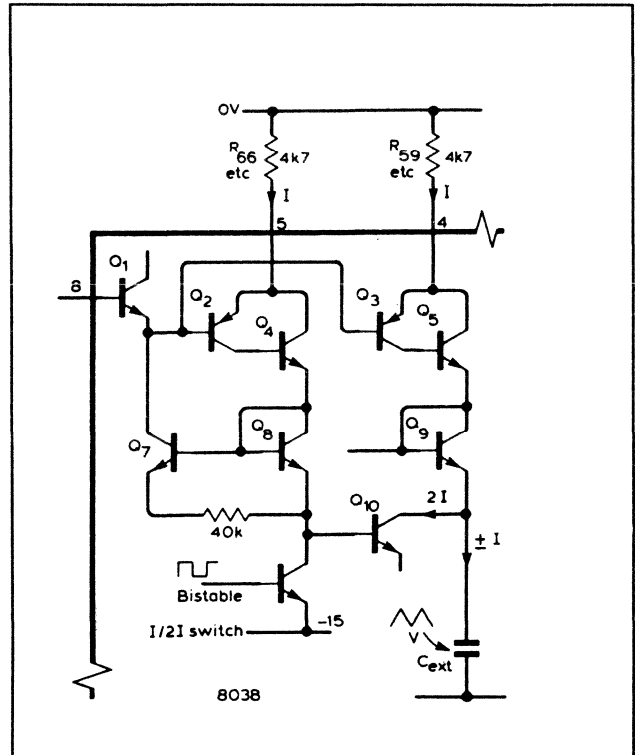 0V
R66 etc 4k7
R59 etc 4k7
I
I
5
4
8
Q1
Q2
Q3
Q4
Q5
Q7
Q8
Q9
40k
Q10
2I
± I
Bistable
I/2I switch
-15
V
Cext
8038